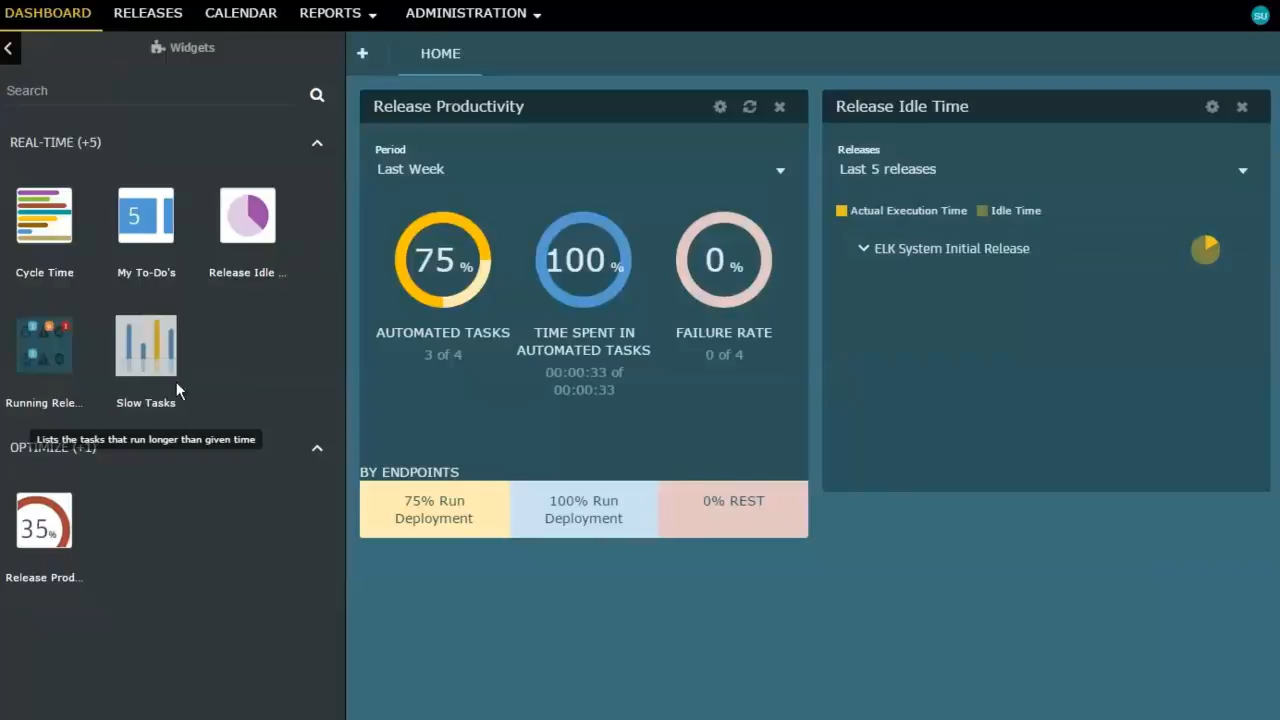 DASHBOARD RELEASES CALENDAR REPORTS ADMINISTRATION SU
Widgets
Search
REAL-TIME (+5)
5
Cycle Time My To-Do's Release Idle ...
Running Rele... Slow Tasks
Lists the tasks that run longer than given time
OPTIMIZE (+1)
35%
Release Prod...
HOME
Release Productivity
Period
Last Week
75 % 100 % 0 %
AUTOMATED TASKS
3 of 4
TIME SPENT IN
AUTOMATED TASKS
00:00:33 of
00:00:33
FAILURE RATE
0 of 4
BY ENDPOINTS
75% Run
Deployment
100% Run
Deployment
0% REST
Release Idle Time
Releases
Last 5 releases
Actual Execution Time Idle Time
ELK System Initial Release